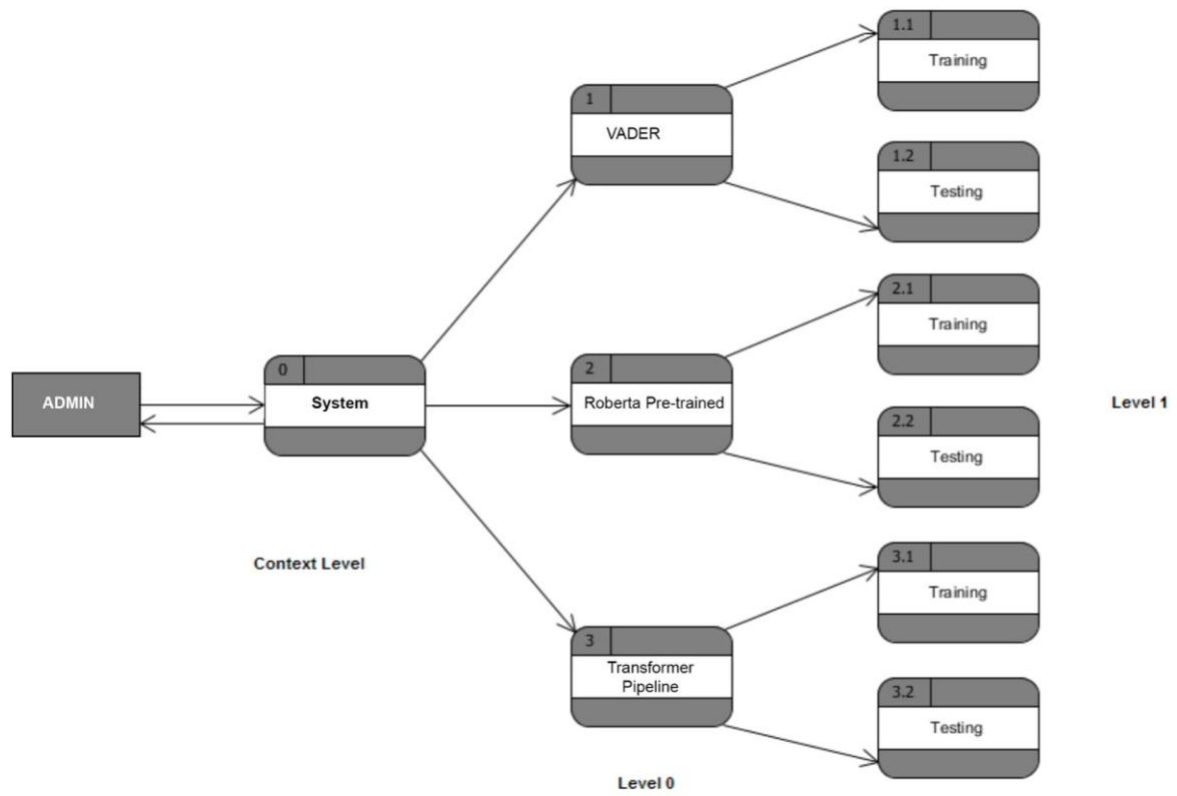 1.1
Training
1
VADER
1.2
Testing
2.1
Training
ADMIN
0
System
2
Roberta Pre-trained
Level 1
2.2
Testing
Context Level
3.1
Training
3
Transformer
Pipeline
3.2
Testing
Level 0